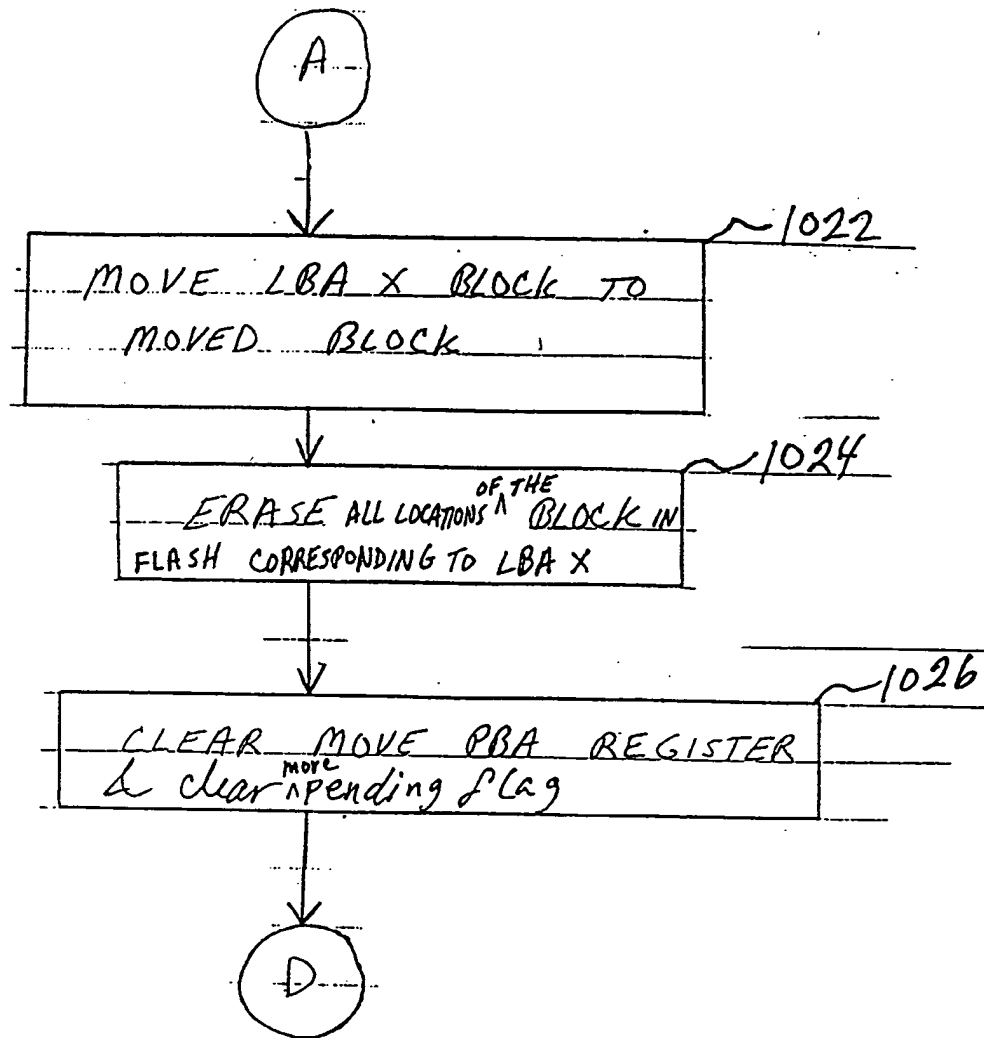 A
1022
MOVE LBA X BLOCK TO
MOVED BLOCK
1024
ERASE ALL LOCATIONS OF THE BLOCK IN
FLASH CORRESPONDING TO LBA X
1026
CLEAR MOVE PBA REGISTER
& clear move pending flag
D